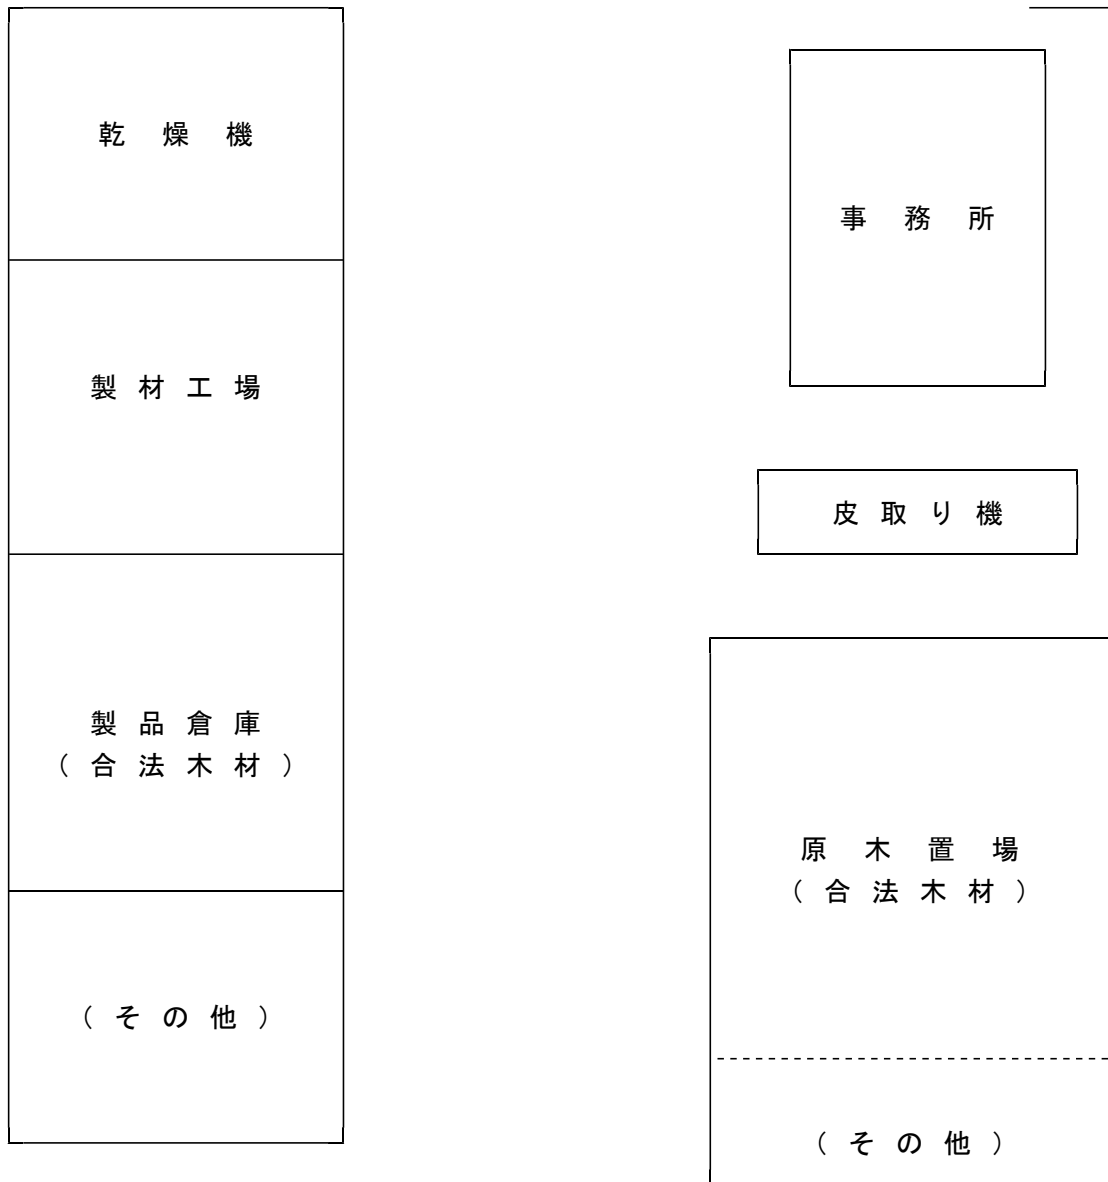 乾燥機
製材工場
製品倉庫
(合法木材)
(その他)
事務所
皮取り機
原木置場
(合法木材)
(その他)